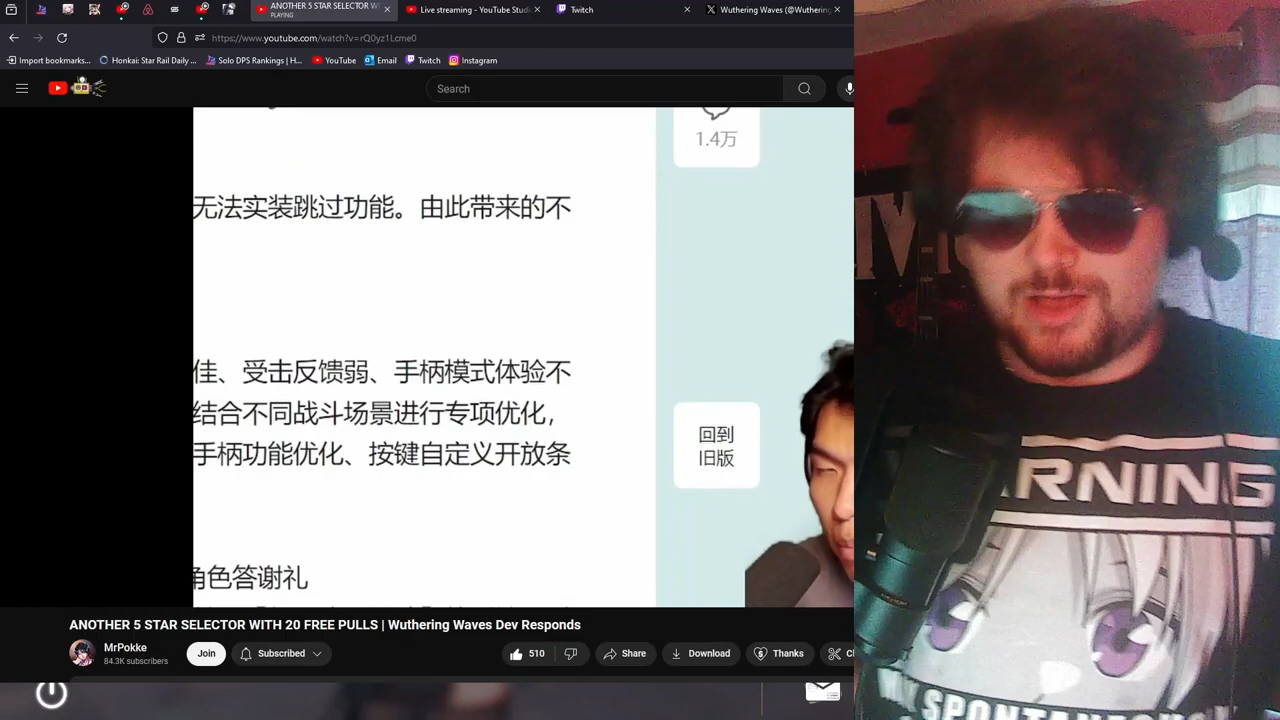 ANOTHER 5 STAR SELECTOR WI
PLAYING
Live streaming - YouTube Stud
Twitch
Wuthering Waves (@Wuthering
https://www.youtube.com/watch?v=rQ0yz1Lcme0
Import bookmarks...
Honkai: Star Rail Daily ...
Solo DPS Rankings | H...
YouTube
Email
Twitch
Instagram
Search
1.4万
无法实装跳过功能。由此带来的不
佳、受击反馈弱、手柄模式体验不
结合不同战斗场景进行专项优化，
手柄功能优化、按键自定义开放条
回到
旧版
角色答谢礼
ANOTHER 5 STAR SELECTOR WITH 20 FREE PULLS | Wuthering Waves Dev Responds
MrPokke
84.3K subscribers
Join
Subscribed
510
Share
Download
Thanks
Cl
ARNING
SPONTAN